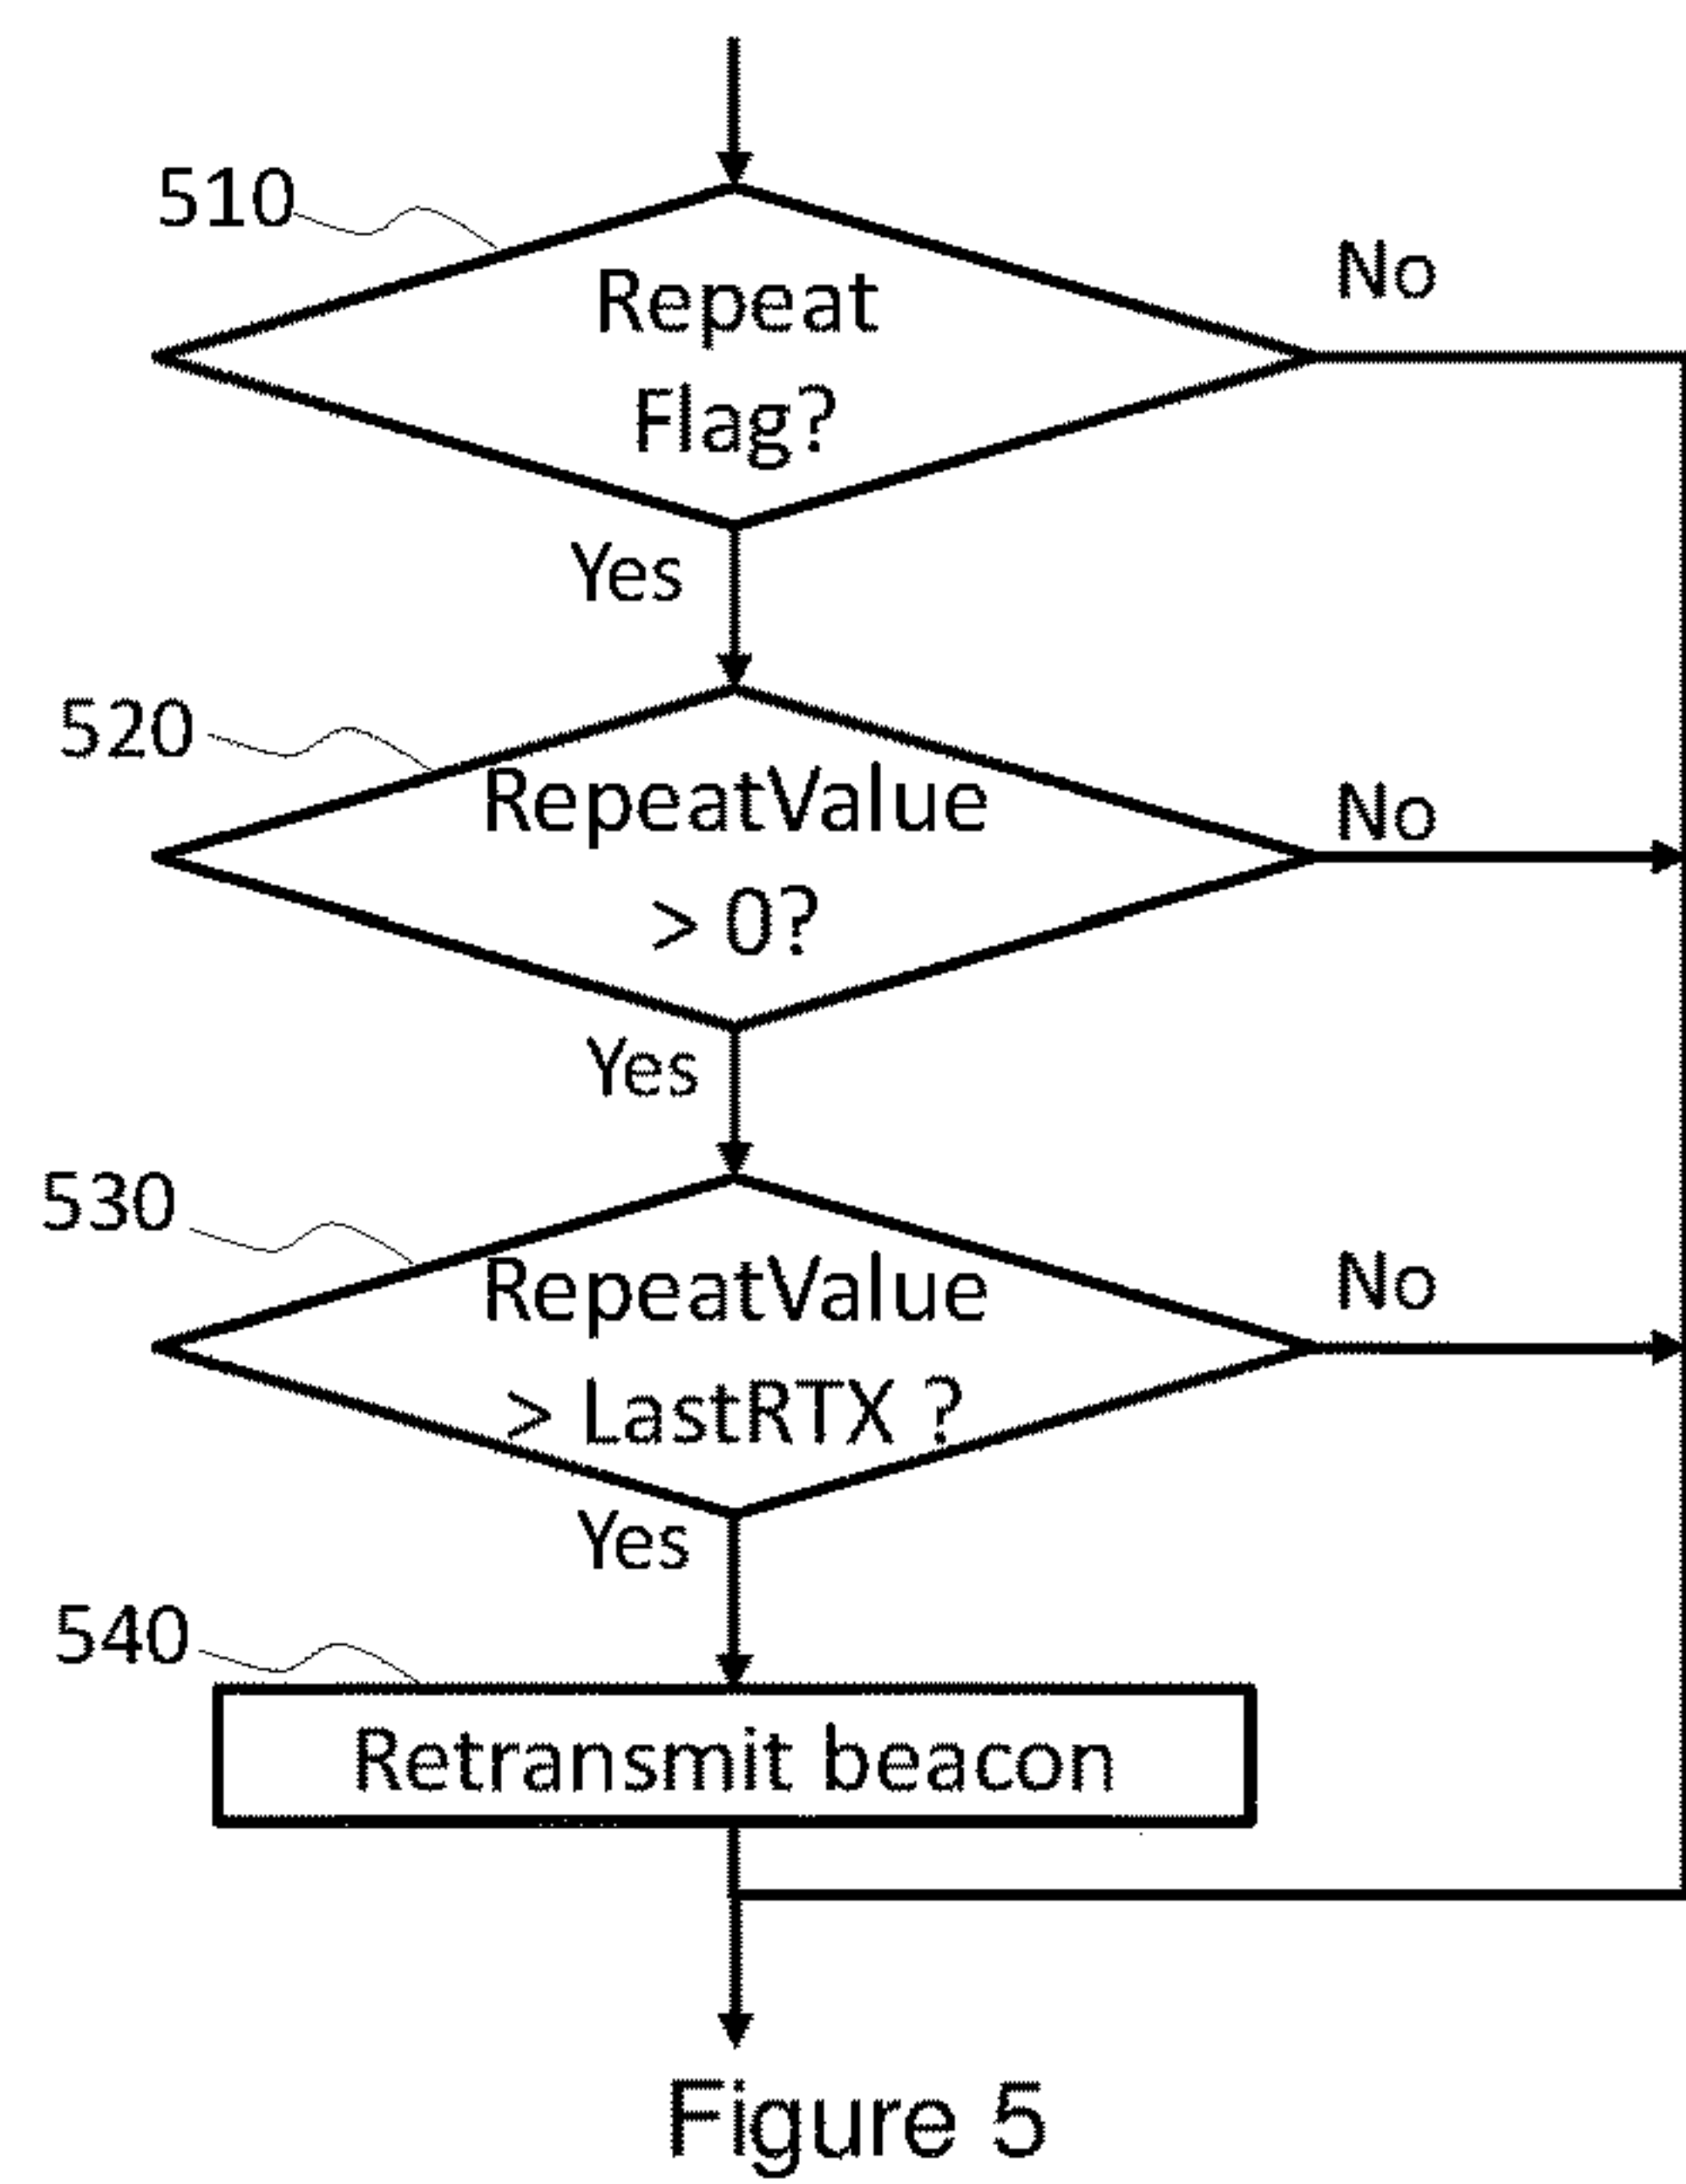 510
Repeat
Flag?
No
Yes
520
RepeatValue
> 0?
No
Yes
530
RepeatValue
> LastRTX ?
No
Yes
540
Retransmit beacon
Figure 5